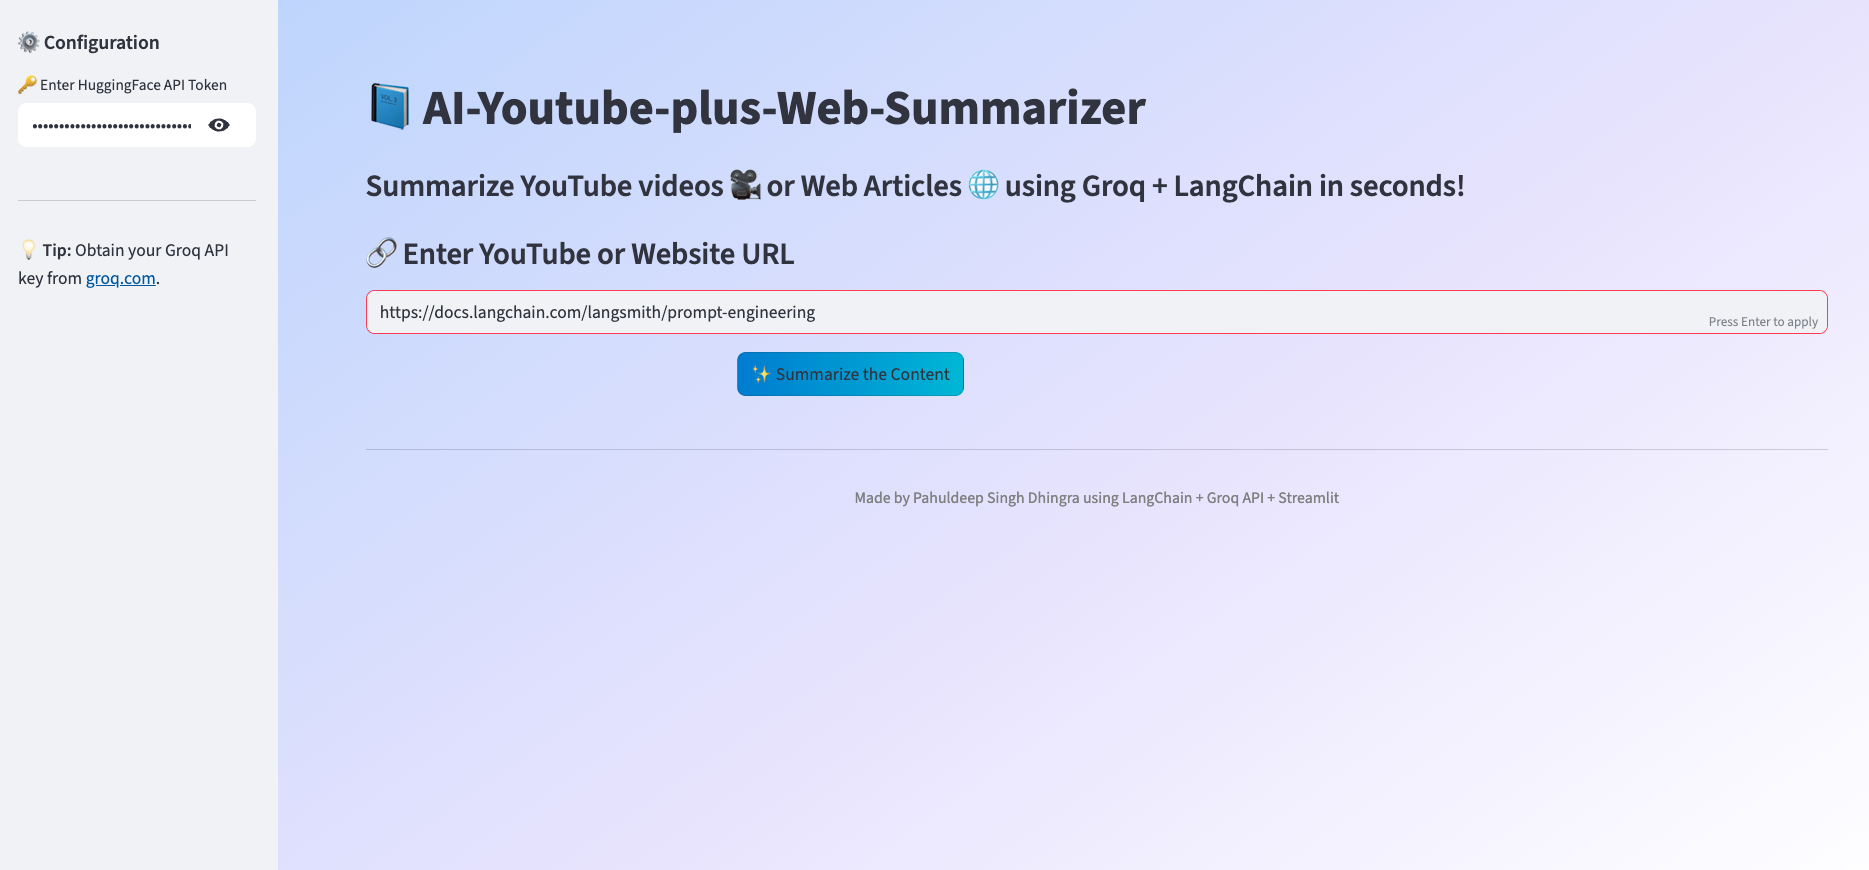 Configuration
Enter HuggingFace API Token
Tip: Obtain your Groq API
key from groq.com.
VOL. 3
AI-Youtube-plus-Web-Summarizer
Summarize YouTube videos or Web Articles using Groq + LangChain in seconds!
Enter YouTube or Website URL
https://docs.langchain.com/langsmith/prompt-engineering
Press Enter to apply
Summarize the Content
Made by Pahuldeep Singh Dhingra using LangChain + Groq API + Streamlit